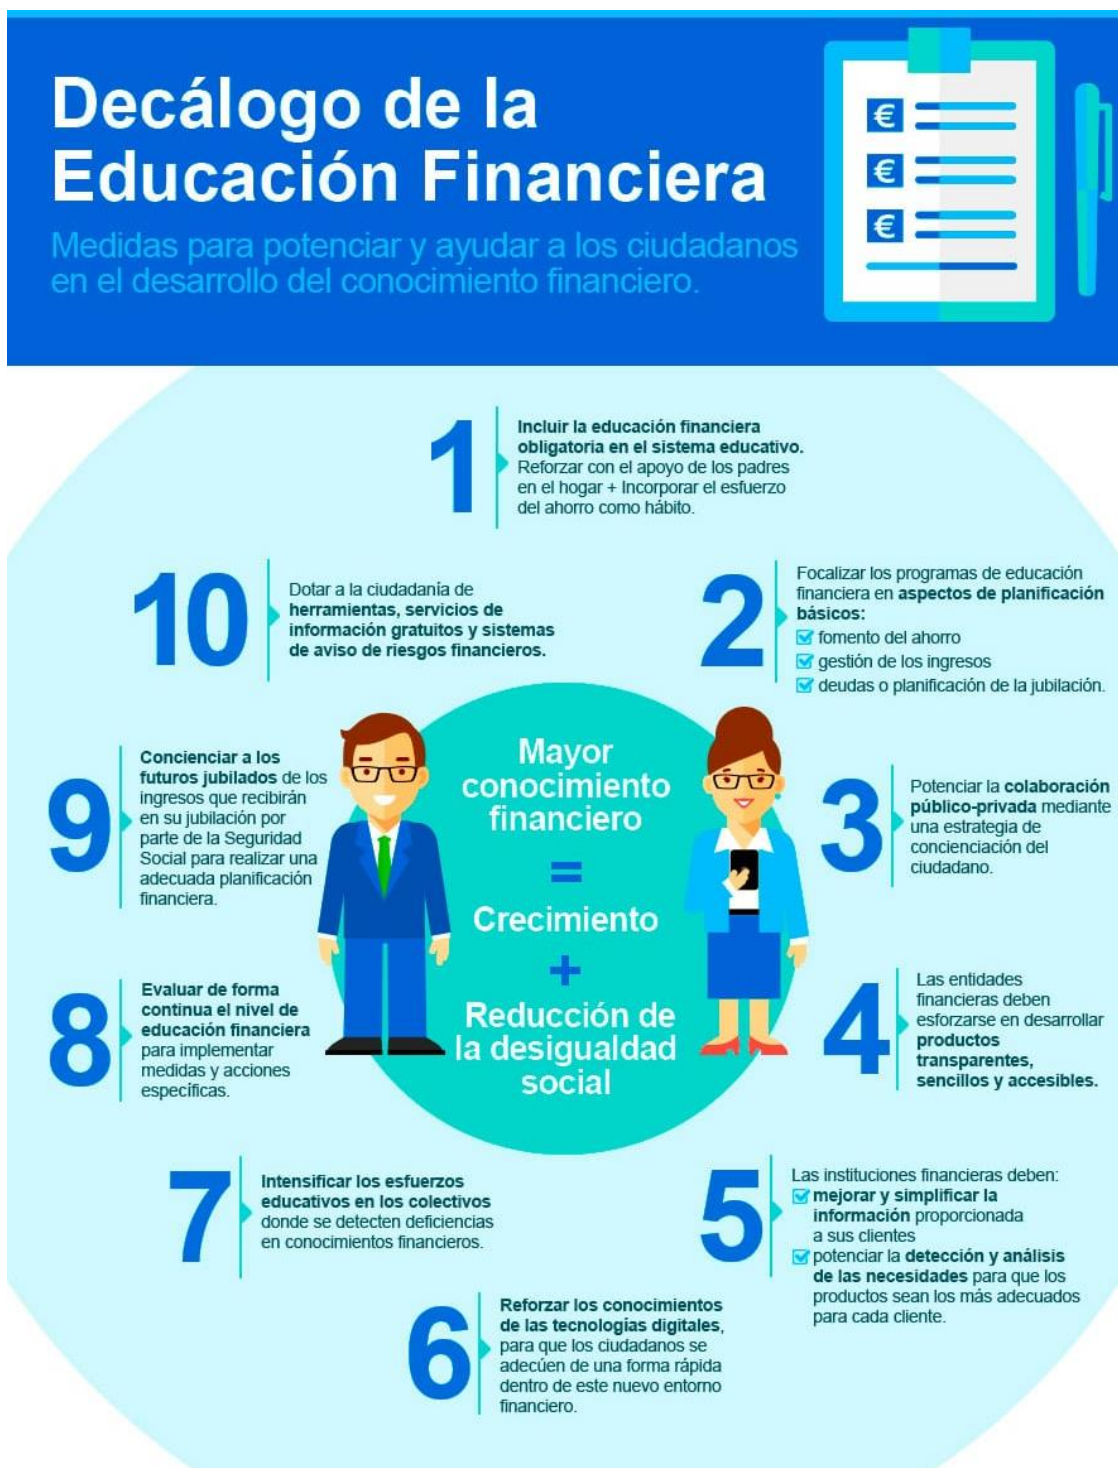 Decálogo de la
Educación Financiera
Medidas para potenciar y ayudar a los ciudadanos
en el desarrollo del conocimiento financiero.
€
€
€
1
Incluir la educación financiera
obligatoria en el sistema educativo.
Reforzar con el apoyo de los padres
en el hogar + Incorporar el esfuerzo
del ahorro como hábito.
2
Focalizar los programas de educación
financiera en aspectos de planificación
básicos:
fomento del ahorro
gestión de los ingresos
deudas o planificación de la jubilación.
3
Potenciar la colaboración
público-privada mediante
una estrategia de
concienciación del
ciudadano.
4
Las entidades
financieras deben
esforzarse en desarrollar
productos
transparentes,
sencillos y accesibles.
5
Las instituciones financieras deben:
mejorar y simplificar la
información proporcionada
a sus clientes
potenciar la detección y análisis
de las necesidades para que los
productos sean los más adecuados
para cada cliente.
6
Reforzar los conocimientos
de las tecnologías digitales,
para que los ciudadanos se
adecúen de una forma rápida
dentro de este nuevo entorno
financiero.
7
Intensificar los esfuerzos
educativos en los colectivos
donde se detecten deficiencias
en conocimientos financieros.
8
Evaluar de forma
continua el nivel de
educación financiera
para implementar
medidas y acciones
específicas.
9
Concienciar a los
futuros jubilados de los
ingresos que recibirán
en su jubilación por
parte de la Seguridad
Social para realizar una
adecuada planificación
financiera.
10
Dotar a la ciudadanía de
herramientas, servicios de
información gratuitos y sistemas
de aviso de riesgos financieros.
Mayor
conocimiento
financiero
=
Crecimiento
+
Reducción de
la desigualdad
social